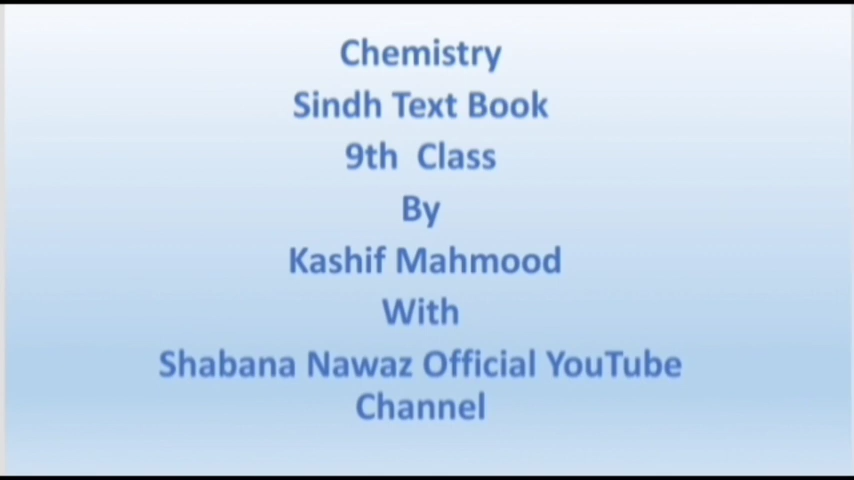 Chemistry
Sindh Text Book
9th Class
By
Kashif Mahmood
With
Shabana Nawaz Official YouTube
Channel